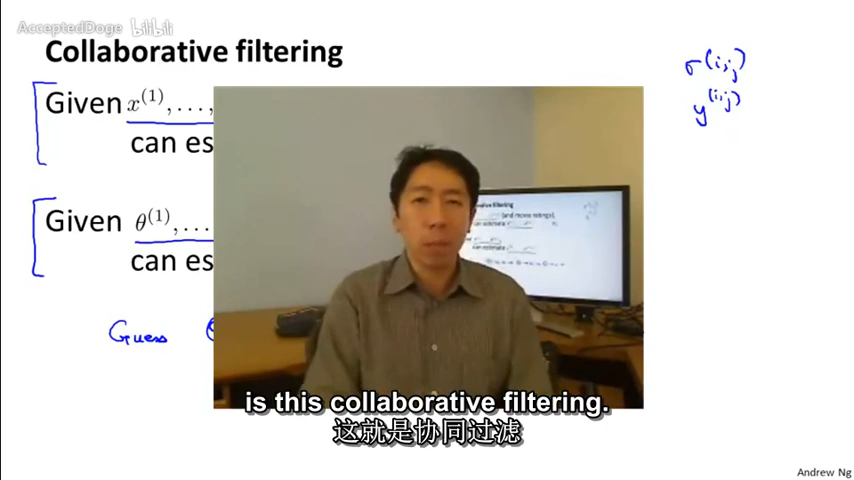 AcceptedDoge bilibili
Collaborative filtering
r(i,j)
Given x⁽¹⁾, . . . ,
y(i,j)
can es
Given θ⁽¹⁾, . . .
can es
Guess
is this collaborative filtering.
这就是协同过滤
Andrew Ng